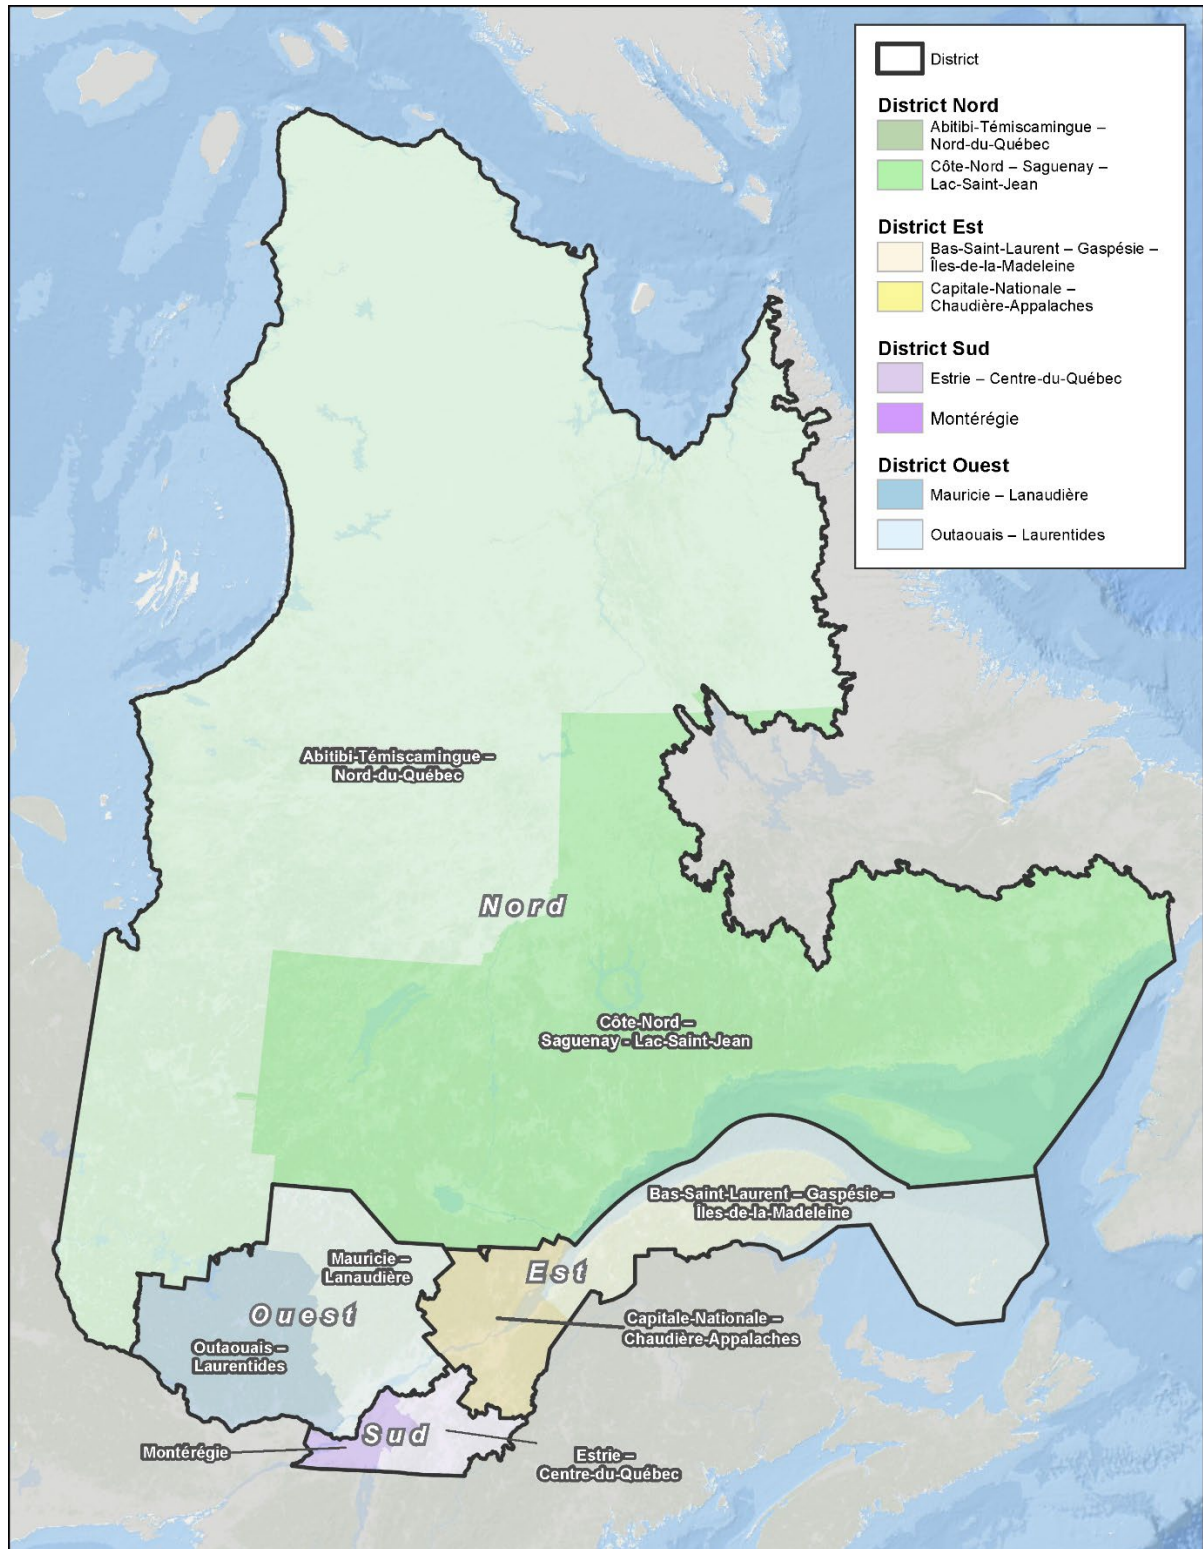 District
District Nord
Abitibi-Témiscamingue –
Nord-du-Québec
Côte-Nord – Saguenay –
Lac-Saint-Jean
District Est
Bas-Saint-Laurent – Gaspésie –
Îles-de-la-Madeleine
Capitale-Nationale –
Chaudière-Appalaches
District Sud
Estrie – Centre-du-Québec
Montérégie
District Ouest
Mauricie – Lanaudière
Outaouais – Laurentides
Abitibi-Témiscamingue –
Nord-du-Québec
Nord
Côte-Nord –
Saguenay - Lac-Saint-Jean
Bas-Saint-Laurent – Gaspésie –
Îles-de-la-Madeleine
Mauricie –
Lanaudière
Est
Ouest
Capitale-Nationale –
Chaudière-Appalaches
Outaouais –
Laurentides
Sud
Montérégie
Estrie –
Centre-du-Québec